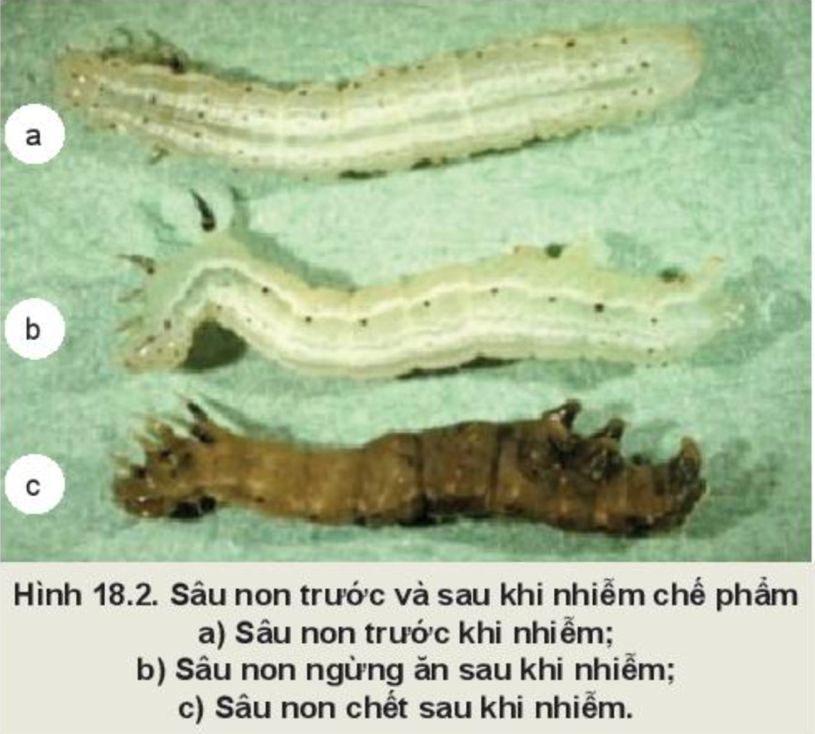 a
b
c
Hình 18.2. Sâu non trước và sau khi nhiễm chế phẩm
a) Sâu non trước khi nhiễm;
b) Sâu non ngừng ăn sau khi nhiễm;
c) Sâu non chết sau khi nhiễm.